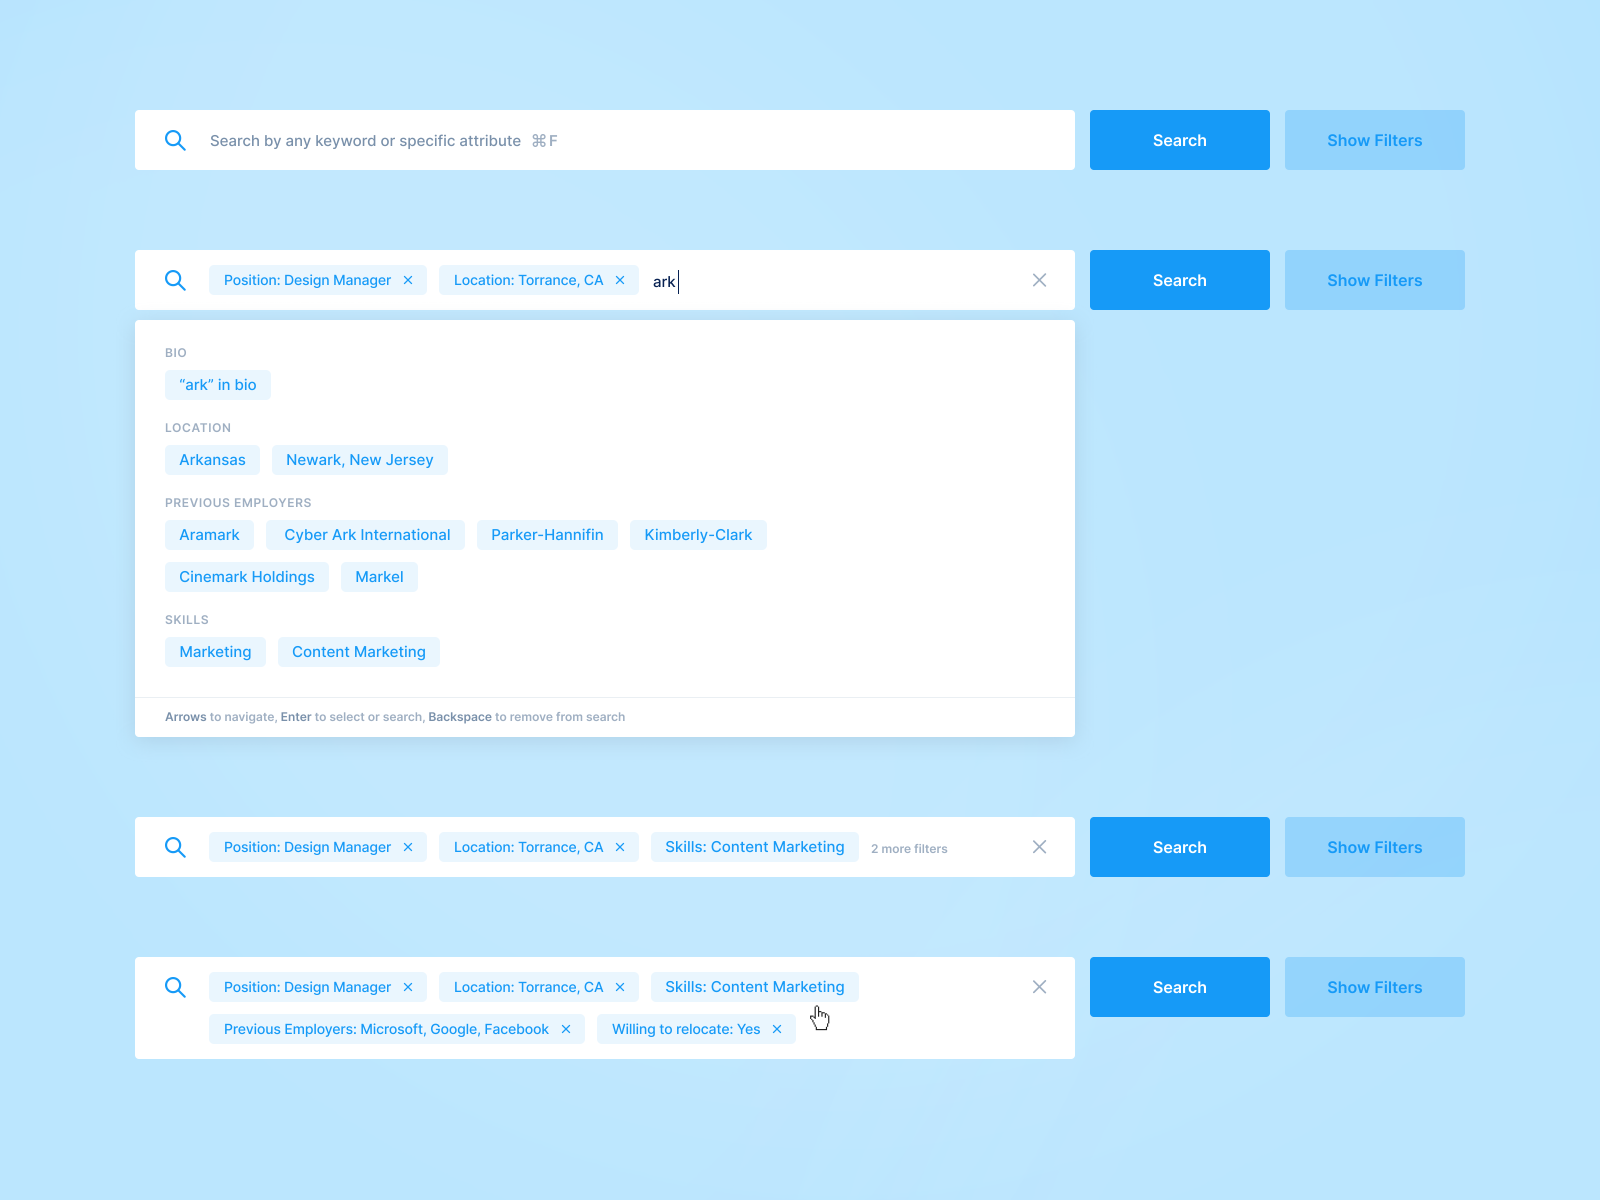 Search by any keyword or specific attribute ⌘F
Search
Show Filters
Position: Design Manager ×
Location: Torrance, CA ×
ark
Search
Show Filters
BIO
“ark” in bio
LOCATION
Arkansas
Newark, New Jersey
PREVIOUS EMPLOYERS
Aramark
Cyber Ark International
Parker-Hannifin
Kimberly-Clark
Cinemark Holdings
Markel
SKILLS
Marketing
Content Marketing
Arrows to navigate, Enter to select or search, Backspace to remove from search
Position: Design Manager ×
Location: Torrance, CA ×
Skills: Content Marketing
2 more filters
Search
Show Filters
Position: Design Manager ×
Location: Torrance, CA ×
Skills: Content Marketing
Search
Show Filters
Previous Employers: Microsoft, Google, Facebook ×
Willing to relocate: Yes ×